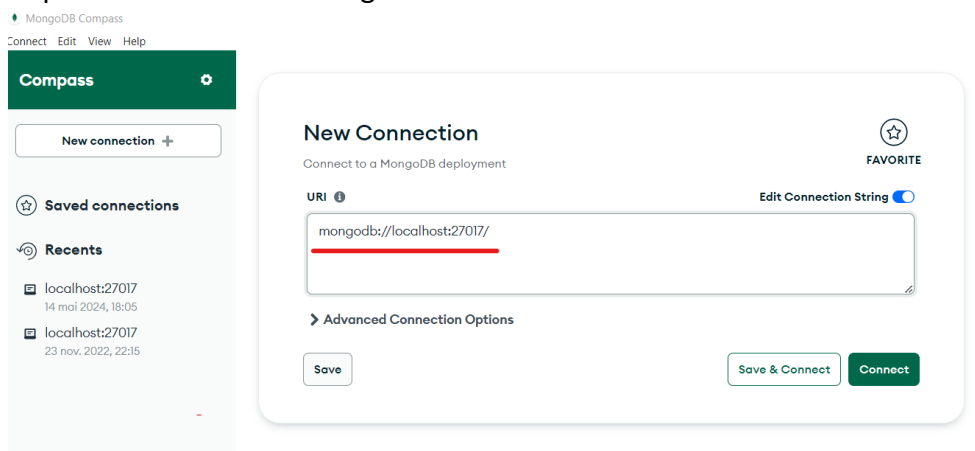 MongoDB Compass
Connect Edit View Help
Compass
New connection +
Saved connections
Recents
localhost:27017
14 mai 2024, 18:05
localhost:27017
23 nov. 2022, 22:15
New Connection
Connect to a MongoDB deployment
FAVORITE
URI
Edit Connection String
mongodb://localhost:27017/
Advanced Connection Options
Save
Save & Connect
Connect